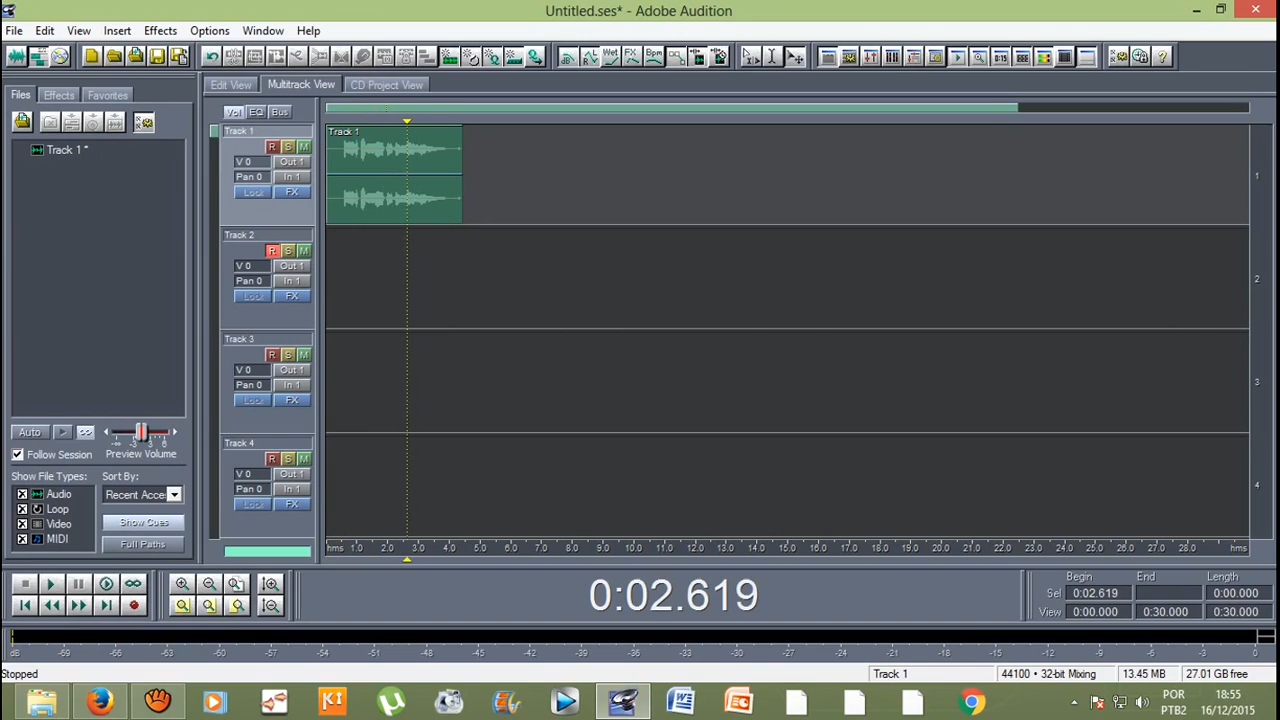 Untitled.ses* - Adobe Audition
File Edit View Insert Effects Options Window Help
Files Effects Favorites
Edit View Multitrack View CD Project View
Vol EQ Bus
Track 1 *
Track 1
R S M
V 0 Out 1
Pan 0 In 1
Lock FX
Track 1
1
Track 2
R S M
V 0 Out 1
Pan 0 In 1
Lock FX
2
Track 3
R S M
V 0 Out 1
Pan 0 In 1
Lock FX
3
Track 4
R S M
V 0 Out 1
Pan 0 In 1
Lock FX
4
Auto
-∞ -3 3 6
Follow Session Preview Volume
Show File Types: Sort By:
Audio Recent Acces
Loop
Video Show Cues
MIDI Full Paths
hms 1.0 2.0 3.0 4.0 5.0 6.0 7.0 8.0 9.0 10.0 11.0 12.0 13.0 14.0 15.0 16.0 17.0 18.0 19.0 20.0 21.0 22.0 23.0 24.0 25.0 26.0 27.0 28.0 hms
0:02.619
Begin End Length
Sel 0:02.619 0:00.000
View 0:00.000 0:30.000 0:30.000
dB -69 -66 -63 -60 -57 -54 -51 -48 -45 -42 -39 -36 -33 -30 -27 -24 -21 -18 -15 -12 -9 -6 -3 0
Stopped Track 1 44100 • 32-bit Mixing 13.45 MB 27.01 GB free
POR 18:55
PTB2 16/12/2015